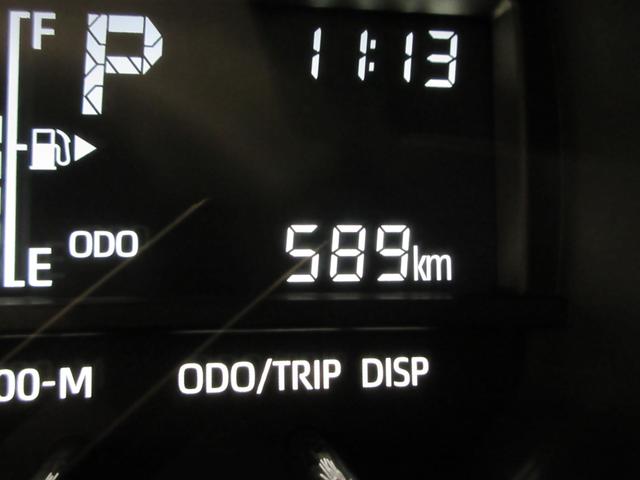 F P 11:13
ODO 589km
E
00-M ODO/TRIP DISP